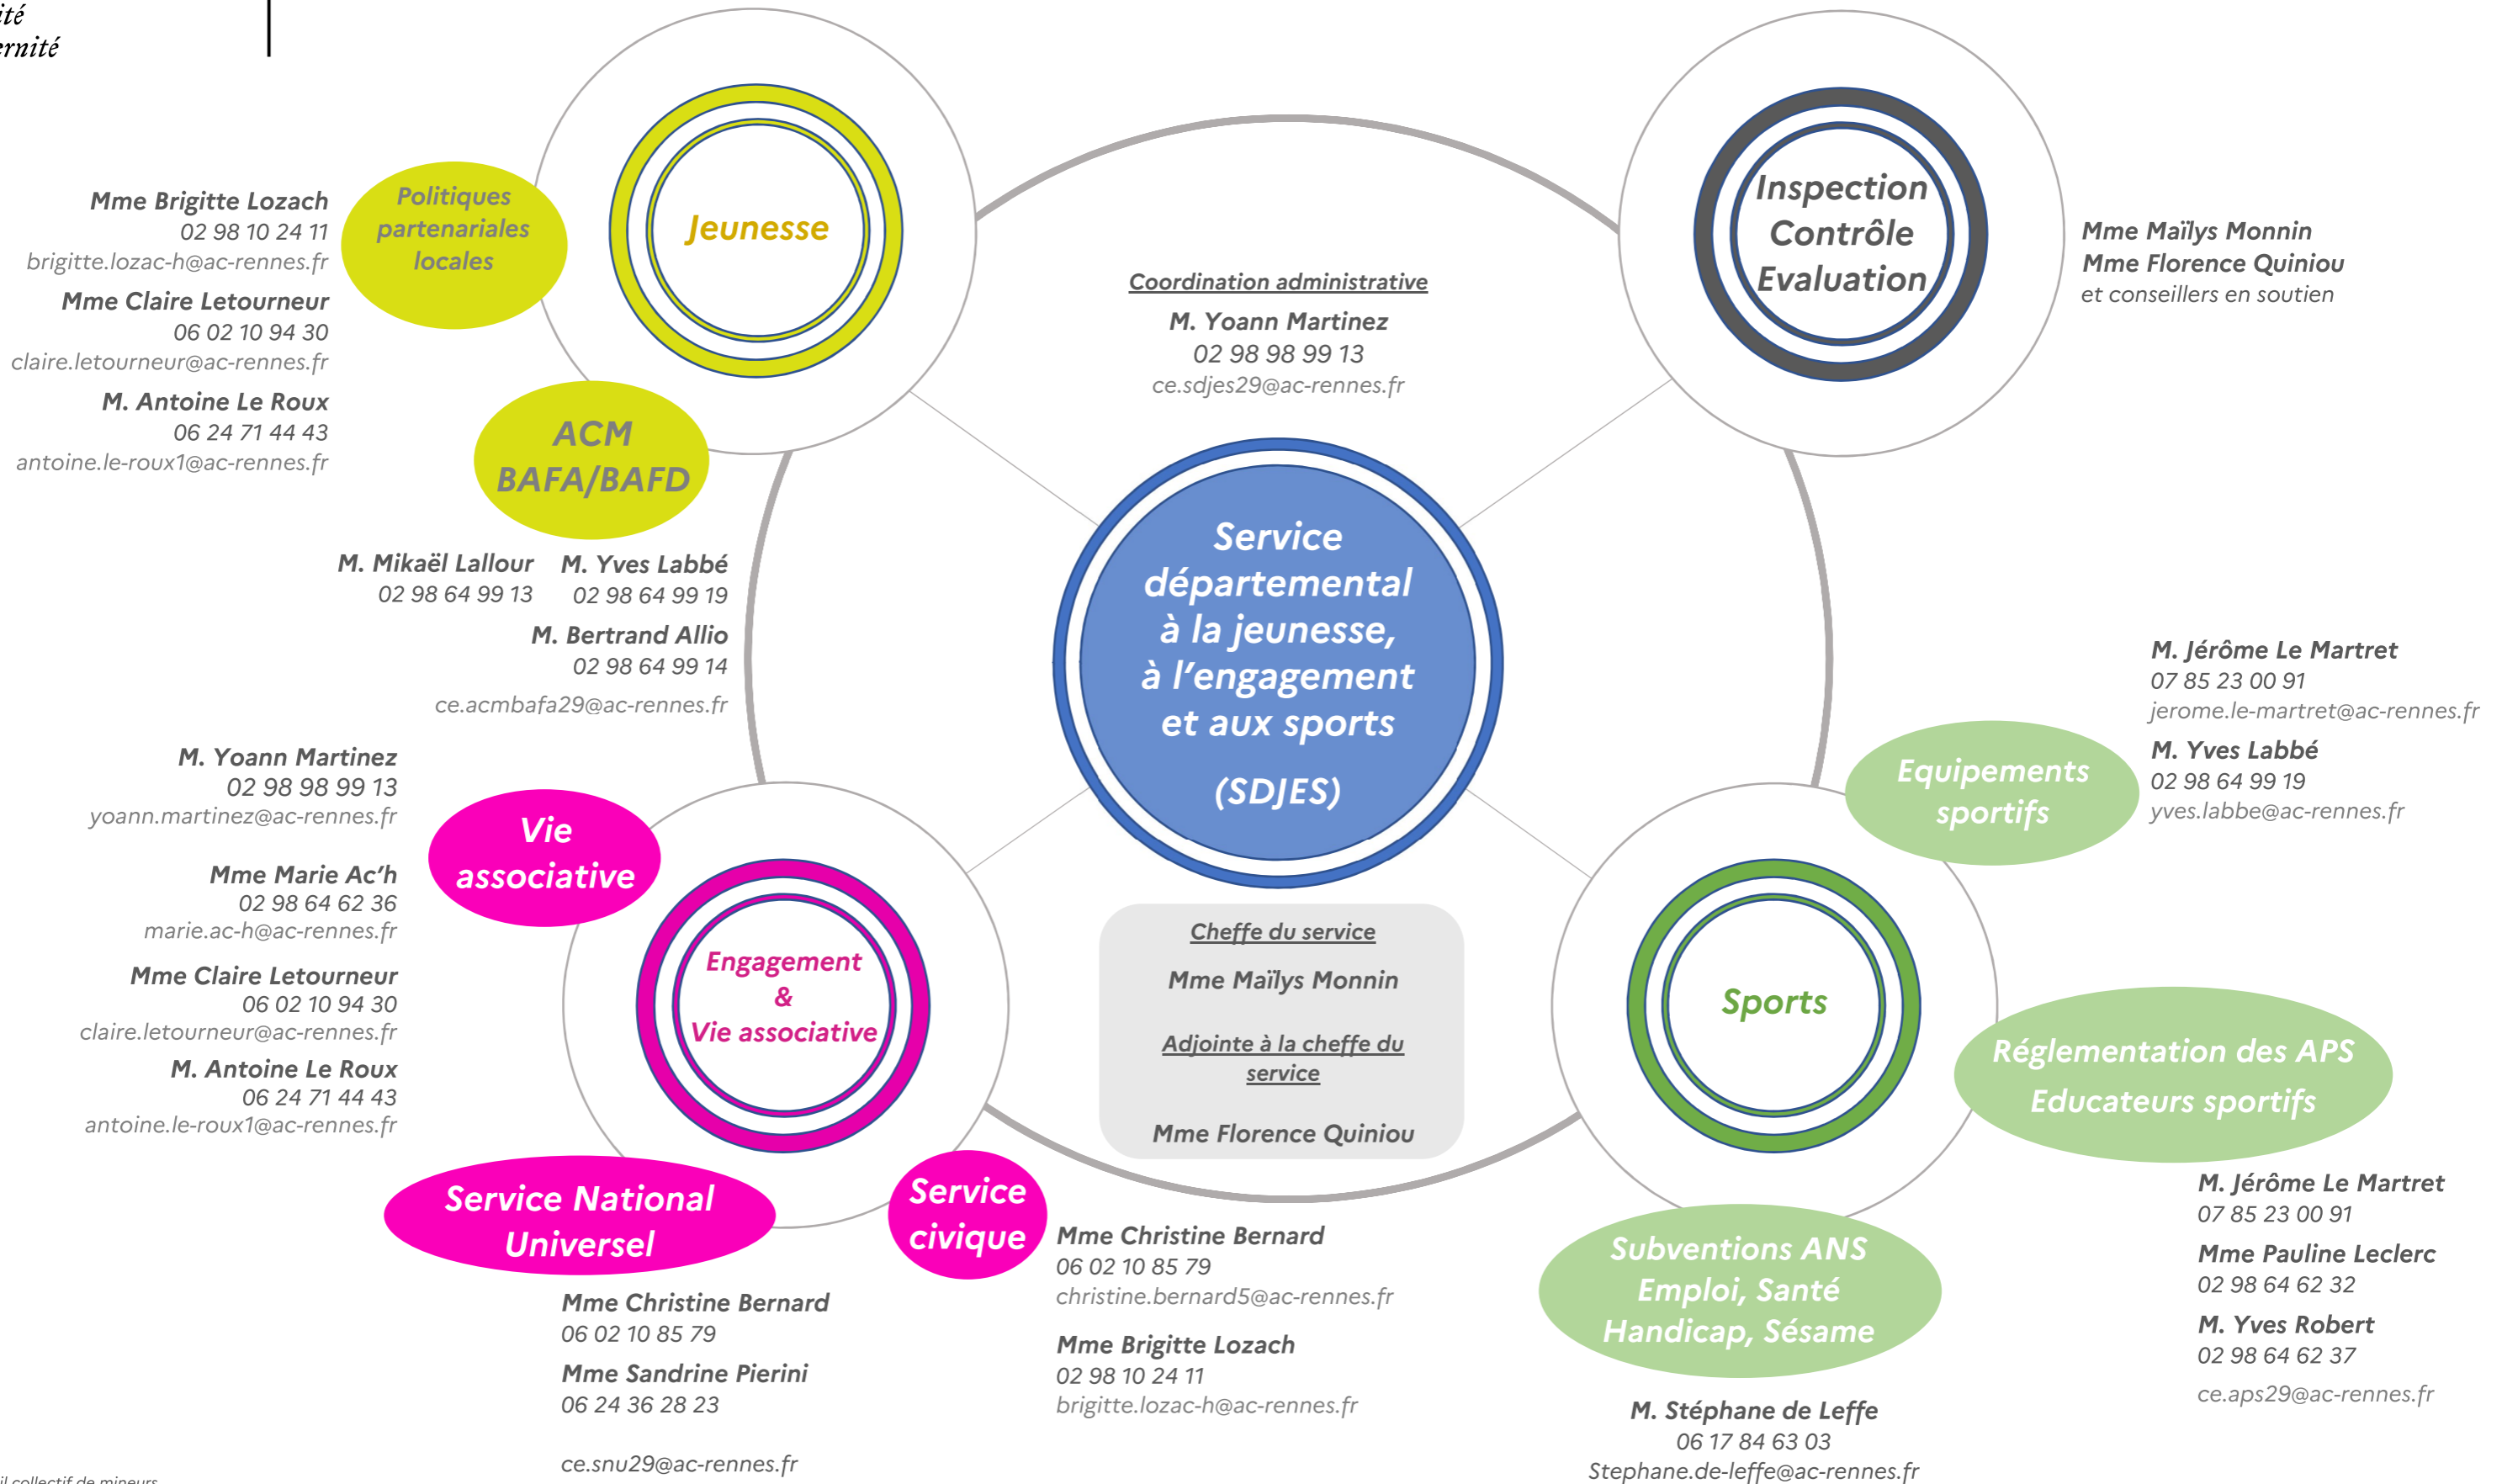 Jeunesse
Politiques
partenariales
locales
Mme Brigitte Lozach
02 98 10 24 11
brigitte.lozac-h@ac-rennes.fr
Mme Claire Letourneur
06 02 10 94 30
claire.letourneur@ac-rennes.fr
M. Antoine Le Roux
06 24 71 44 43
antoine.le-roux1@ac-rennes.fr
ACM
BAFA/BAFD
M. Mikaël Lallour
02 98 64 99 13
M. Yves Labbé
02 98 64 99 19
M. Bertrand Allio
02 98 64 99 14
ce.acmbafa29@ac-rennes.fr
Coordination administrative
M. Yoann Martinez
02 98 98 99 13
ce.sdjes29@ac-rennes.fr
Inspection
Contrôle
Evaluation
Mme Maïlys Monnin
Mme Florence Quiniou
et conseillers en soutien
Service
départemental
à la jeunesse,
à l’engagement
et aux sports
(SDJES)
Cheffe du service
Mme Maïlys Monnin
Adjointe à la cheffe du
service
Mme Florence Quiniou
Engagement
&
Vie associative
Vie
associative
M. Yoann Martinez
02 98 98 99 13
yoann.martinez@ac-rennes.fr
Mme Marie Ac’h
02 98 64 62 36
marie.ac-h@ac-rennes.fr
Mme Claire Letourneur
06 02 10 94 30
claire.letourneur@ac-rennes.fr
M. Antoine Le Roux
06 24 71 44 43
antoine.le-roux1@ac-rennes.fr
Service National
Universel
Mme Christine Bernard
06 02 10 85 79
Mme Sandrine Pierini
06 24 36 28 23
ce.snu29@ac-rennes.fr
Service
civique
Mme Christine Bernard
06 02 10 85 79
christine.bernard5@ac-rennes.fr
Mme Brigitte Lozach
02 98 10 24 11
brigitte.lozac-h@ac-rennes.fr
Sports
Equipements
sportifs
M. Jérôme Le Martret
07 85 23 00 91
jerome.le-martret@ac-rennes.fr
M. Yves Labbé
02 98 64 99 19
yves.labbe@ac-rennes.fr
Réglementation des APS
Educateurs sportifs
M. Jérôme Le Martret
07 85 23 00 91
Mme Pauline Leclerc
02 98 64 62 32
M. Yves Robert
02 98 64 62 37
ce.aps29@ac-rennes.fr
Subventions ANS
Emploi, Santé
Handicap, Sésame
M. Stéphane de Leffe
06 17 84 63 03
Stephane.de-leffe@ac-rennes.fr
collectif de mineurs